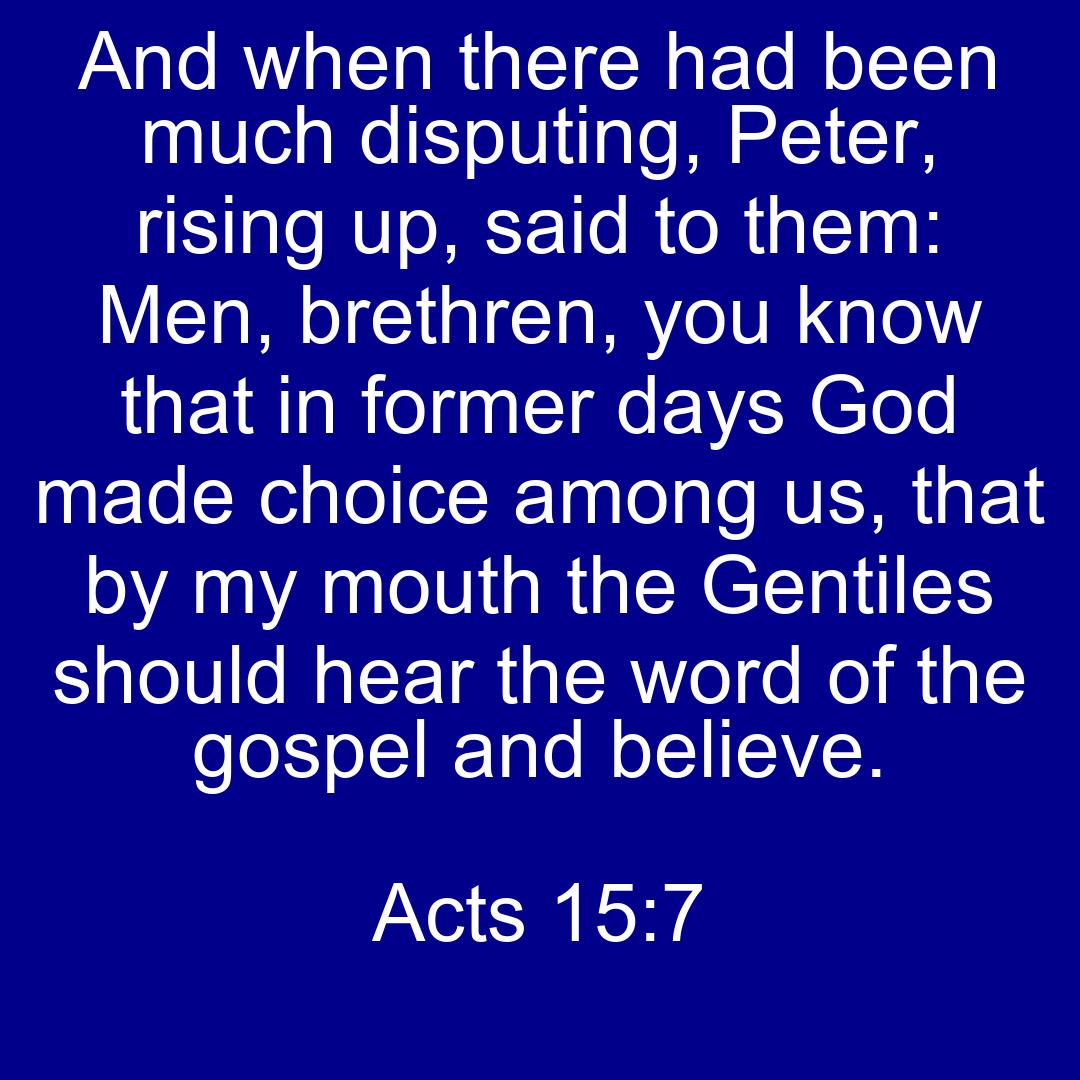 And when there had been
much disputing, Peter,
rising up, said to them:
Men, brethren, you know
that in former days God
made choice among us, that
by my mouth the Gentiles
should hear the word of the
gospel and believe.
Acts 15:7